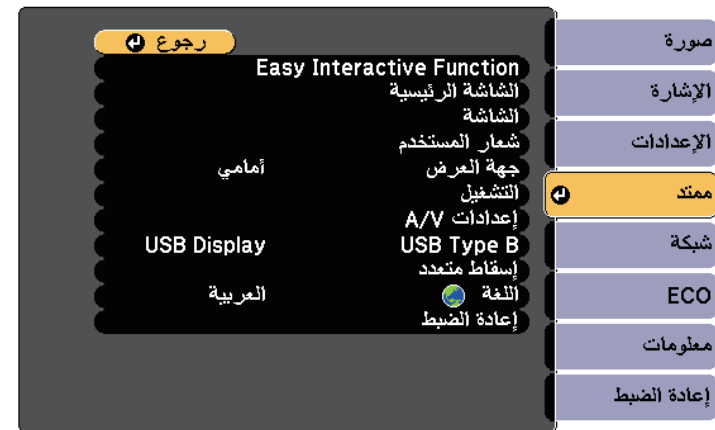 صورة
الإشارة
الإعدادات
ممتد
شبكة
ECO
معلومات
إعادة الضبط
رجوع
Easy Interactive Function
الشاشة الرئيسية
الشاشة
شعار المستخدم
جهة العرض أمامي
التشغيل
إعدادات A/V
USB Type B USB Display
إسقاط متعدد
اللغة العربية
إعادة الضبط